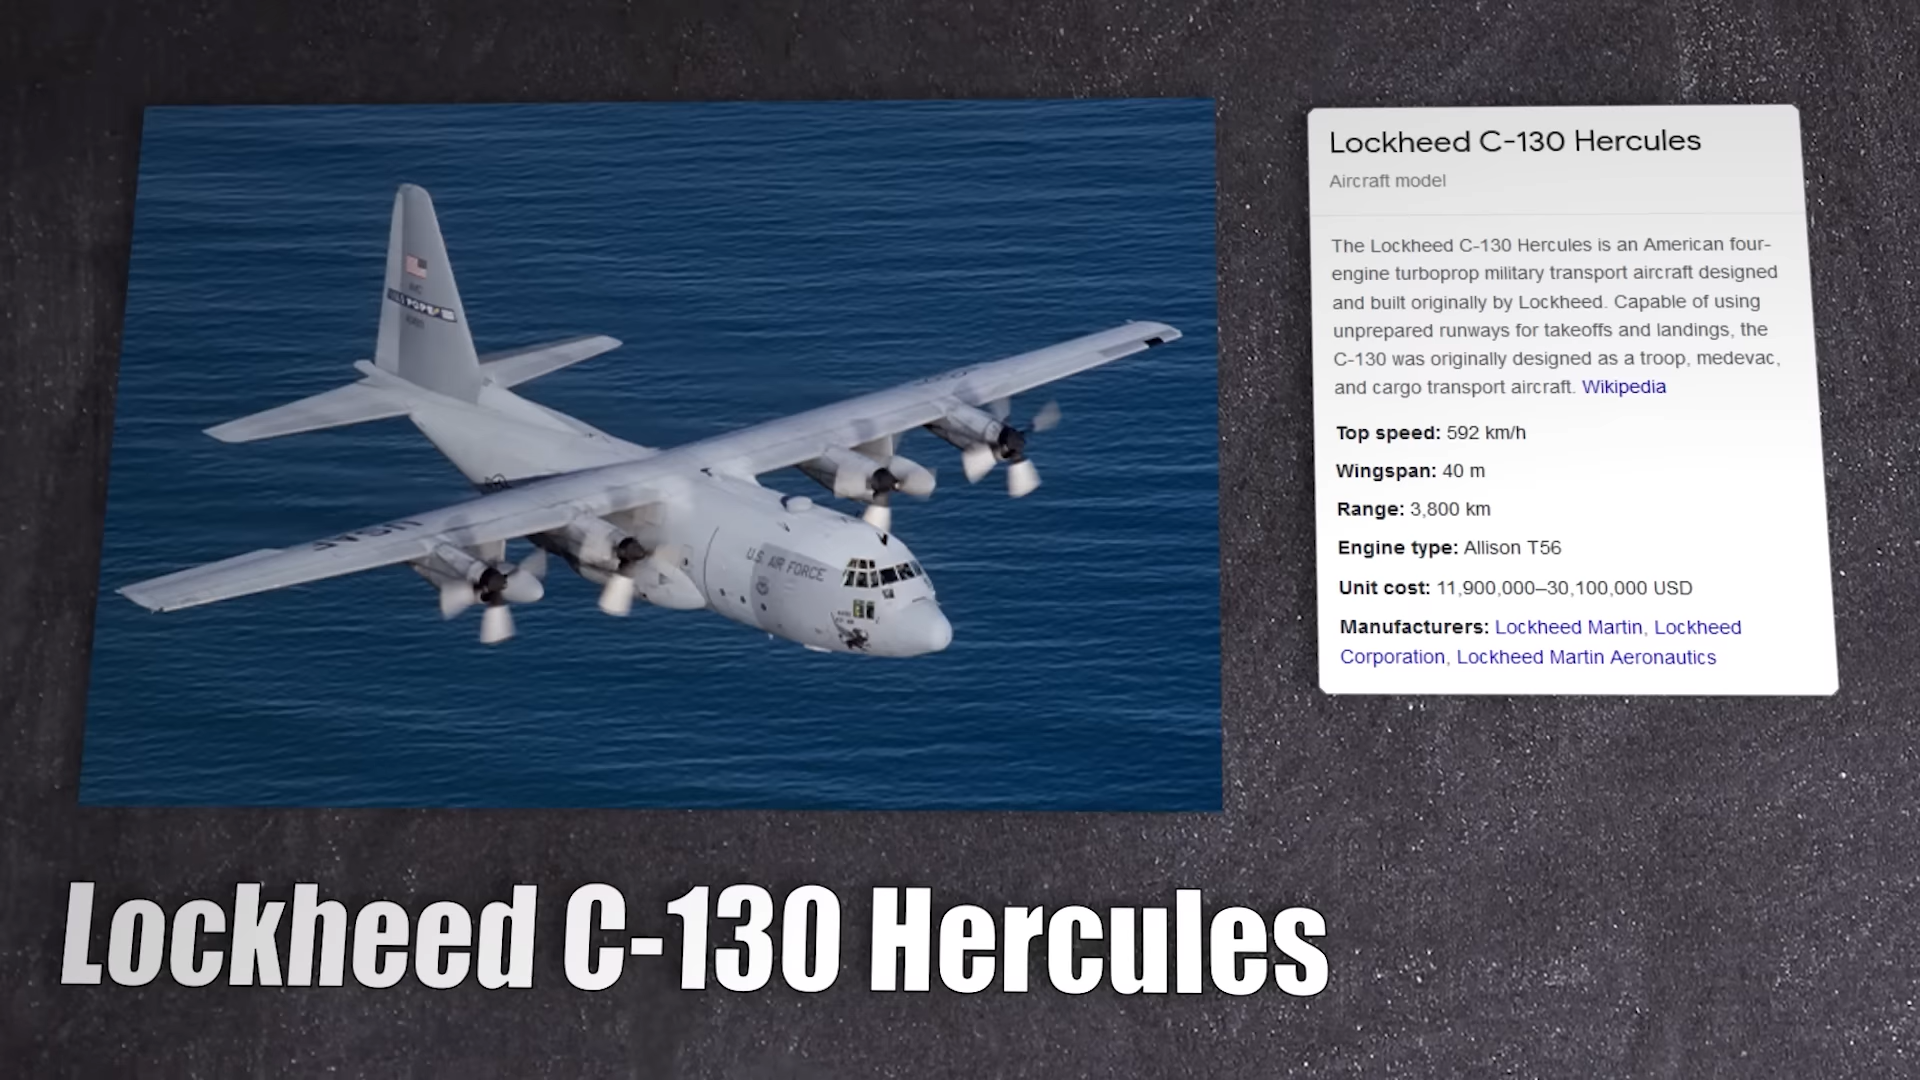 Lockheed C-130 Hercules
Aircraft model
The Lockheed C-130 Hercules is an American four-
engine turboprop military transport aircraft designed
and built originally by Lockheed. Capable of using
unprepared runways for takeoffs and landings, the
C-130 was originally designed as a troop, medevac,
and cargo transport aircraft. Wikipedia
Top speed: 592 km/h
Wingspan: 40 m
Range: 3,800 km
Engine type: Allison T56
Unit cost: 11,900,000–30,100,000 USD
Manufacturers: Lockheed Martin, Lockheed
Corporation, Lockheed Martin Aeronautics
POPE
USAF
U.S. AIR FORCE
Lockheed C-130 Hercules